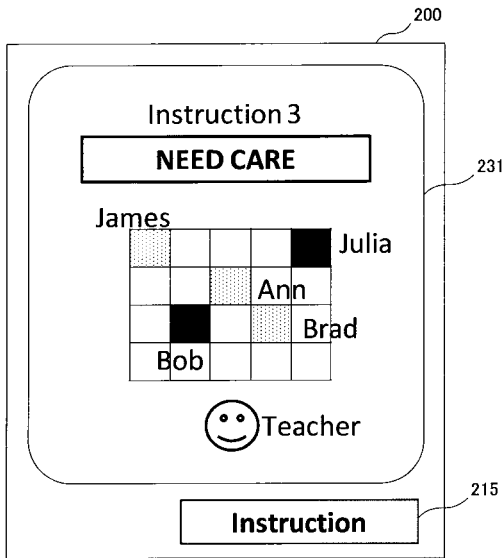 200
Instruction 3
NEED CARE
231
James
Julia
Ann
Brad
Bob
Teacher
215
Instruction